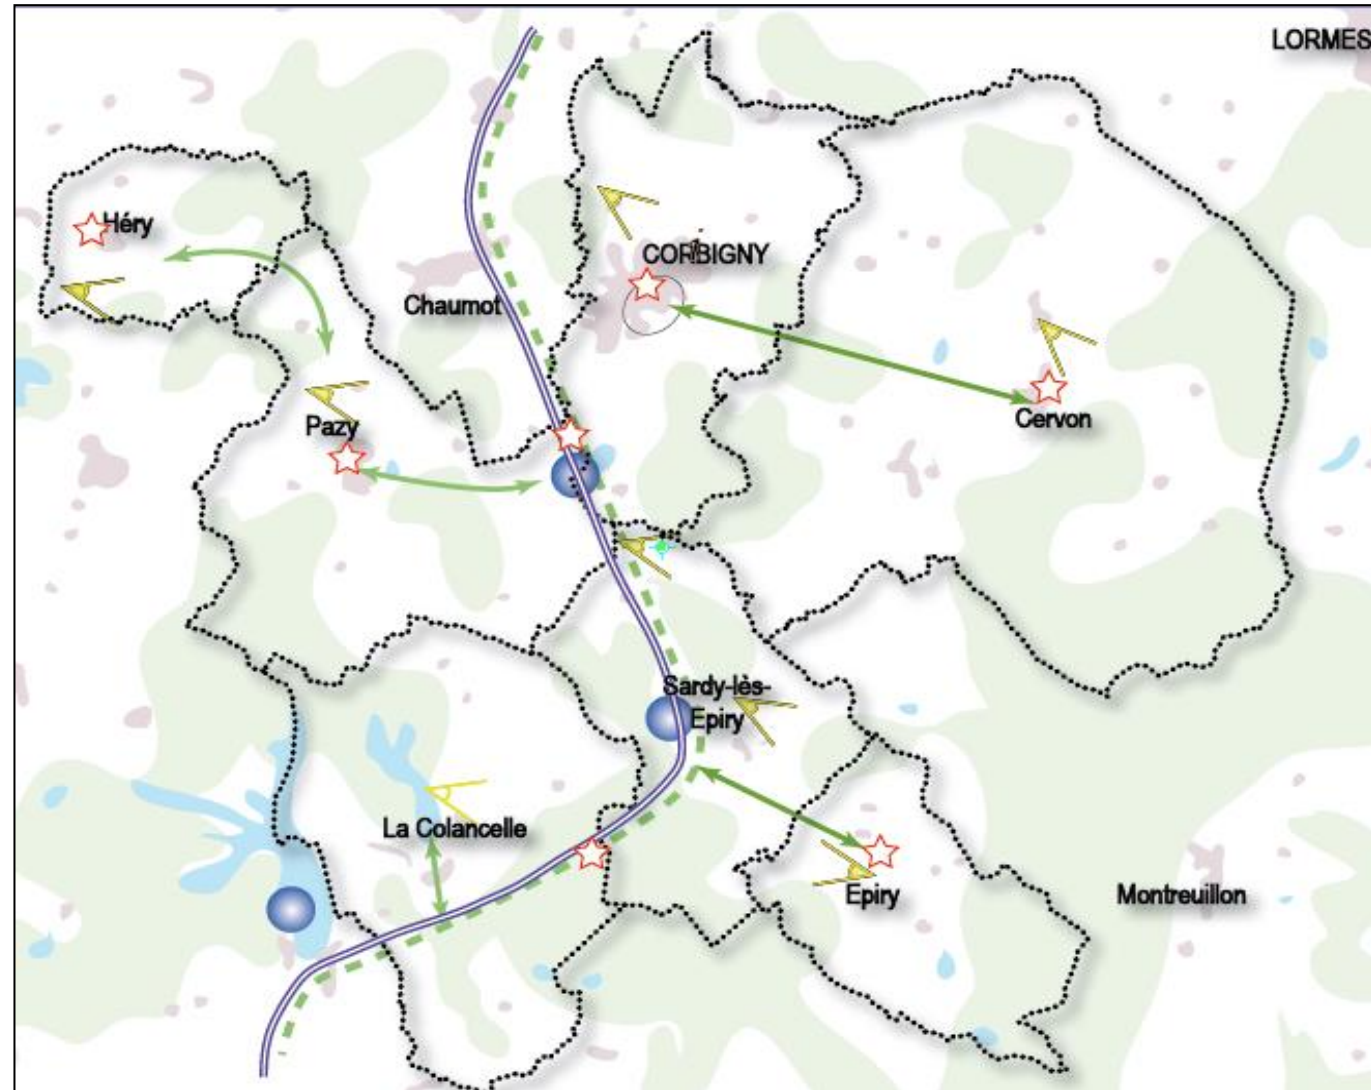 LORMES
Héry
CORBIGNY
Chaumot
Cervon
Pazy
Sardy-lès-
Epiry
La Colancelle
Epiry
Montreuillon